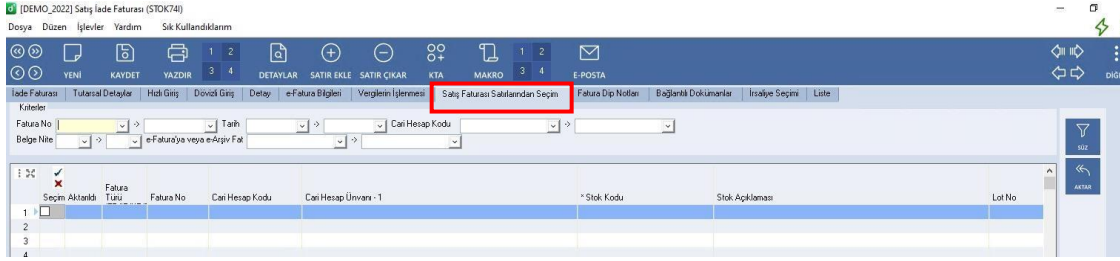 [DEMO_2022] Satış İade Faturası (STOK74I)
Dosya Düzen İşlevler Yardım Sık Kullandıklarım
YENİ KAYDET YAZDIR 1 2 3 4 DETAYLAR SATIR EKLE SATIR ÇIKAR KTA MAKRO 1 2 3 4 E-POSTA
İade Faturası Tutarsal Detaylar Hızlı Giriş Dövizli Giriş Detay e-Fatura Bilgileri Vergilerin İşlenmesi Satış Faturası Satırlarından Seçim Fatura Dip Notları Bağlantılı Dokümanlar İrsaliye Seçimi Liste
Kriterler
Fatura No Tarih Cari Hesap Kodu
Belge Nite e-Fatura'ya veya e-Arşiv Fat
SÜZ
AKTAR
Seçim Aktarıldı Fatura Türü Fatura No Cari Hesap Kodu Cari Hesap Ünvanı - 1 * Stok Kodu Stok Açıklaması Lot No
1
2
3
4